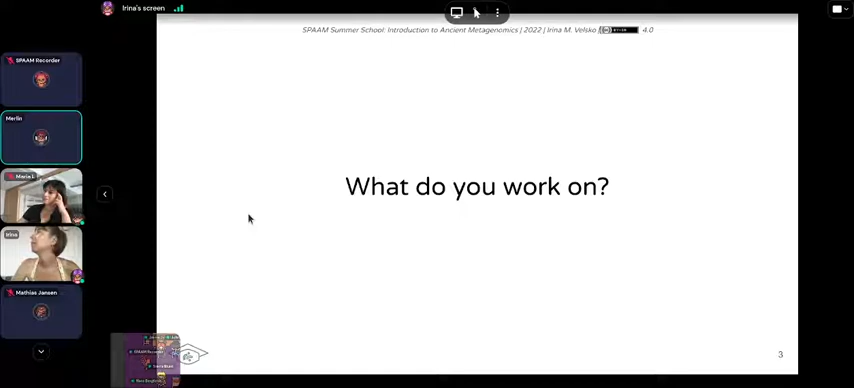 Irina's screen
SPAAM Summer School: Introduction to Ancient Metagenomics | 2022 | Irina M. Velsko
4.0
SPAAM Recorder
Merlin
Maria L
Irina
Mathias Jansen
What do you work on?
3